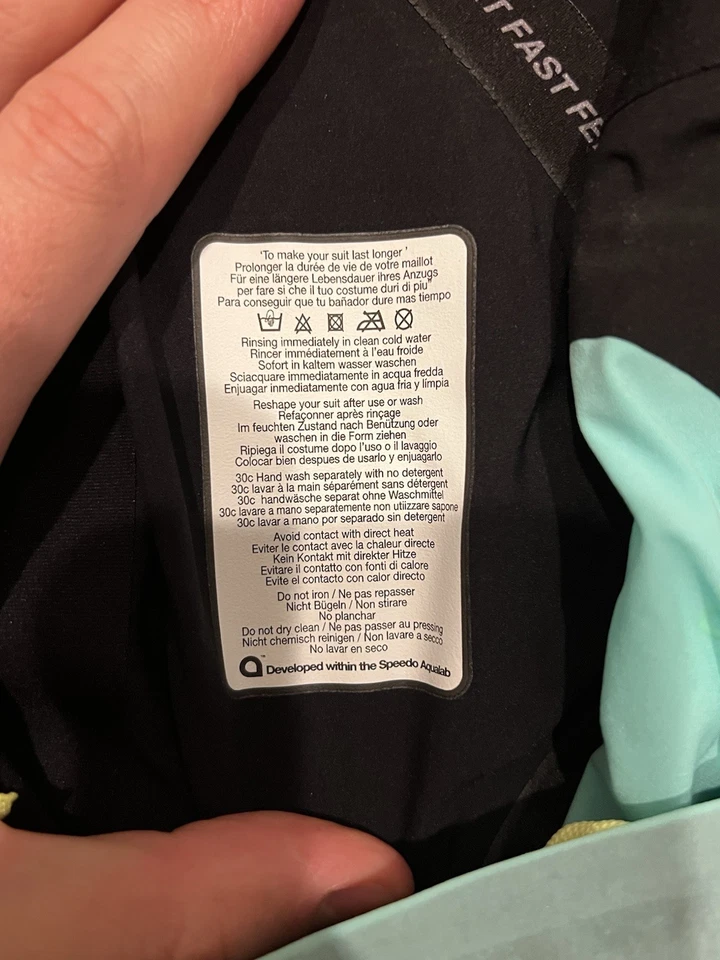 T FAST FE
'To make your suit last longer '
Prolonger la durée de vie de votre maillot
Für eine längere Lebensdauer ihres Anzugs
per fare si che il tuo costume duri di piu"
Para conseguir que tu bañador dure mas tiempo
Rinsing immediately in clean cold water
Rincer immédiatement à l'eau froide
Sofort in kaltem wasser waschen
Sciacquare immediatamente in acqua fredda
Enjuagar inmediatamente con agua fria y límpia
Reshape your suit after use or wash
Refaçonner après rinçage
Im feuchten Zustand nach Benützung oder
waschen in die Form ziehen
Ripiega il costume dopo l'uso o il lavaggio
Colocar bien despues de usarlo y enjuagarlo
30c Hand wash separately with no detergent
30c lavar à la main séparément sans détergent
30c handwäsche separat ohne Waschmittel
30c lavare a mano separatamente non utiizzare sapone
30c lavar a mano por separado sin detergent
Avoid contact with direct heat
Eviter le contact avec la chaleur directe
Kein Kontakt mit direkter Hitze
Evitare il contatto con fonti di calore
Evite el contacto con calor directo
Do not iron / Ne pas repasser
Nicht Bügeln / Non stirare
No planchar
Do not dry clean / Ne pas passer au pressing
Nicht chemisch reinigen / Non lavare a secco
No lavar en seco
Developed within the Speedo Aqualab